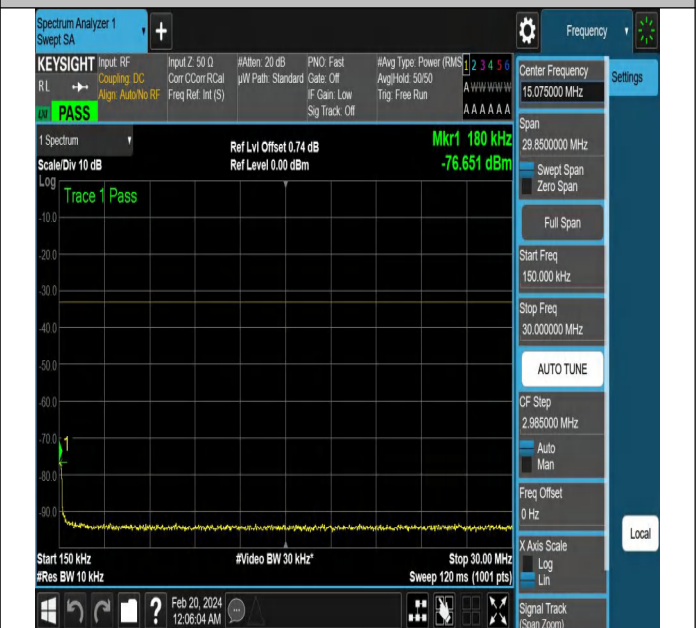 Spectrum Analyzer 1
Swept SA
Frequency
KEYSIGHT
RL
PASS
Input: RF
Coupling: DC
Align: Auto/No RF
Input Z: 50 Ω
Corr CCorr RCal
Freq Ref: Int (S)
#Atten: 20 dB
µW Path: Standard
PNO: Fast
Gate: Off
IF Gain: Low
Sig Track: Off
#Avg Type: Power (RMS
Avg|Hold: 50/50
Trig: Free Run
1 2 3 4 5 6
A W W W W W
A A A A A A
1 Spectrum
Scale/Div 10 dB
Ref Lvl Offset 0.74 dB
Ref Level 0.00 dBm
Mkr1 180 kHz
-76.651 dBm
Log
Trace 1 Pass
-10.0
-20.0
-30.0
-40.0
-50.0
-60.0
-70.0
-80.0
-90.0
1
Start 150 kHz
#Res BW 10 kHz
#Video BW 30 kHz*
Stop 30.00 MHz
Sweep 120 ms (1001 pts)
Feb 20, 2024
12:06:04 AM
Center Frequency
15.075000 MHz
Settings
Span
29.8500000 MHz
Swept Span
Zero Span
Full Span
Start Freq
150.000 kHz
Stop Freq
30.000000 MHz
AUTO TUNE
CF Step
2.985000 MHz
Auto
Man
Freq Offset
0 Hz
Local
X Axis Scale
Log
Lin
Signal Track
(Span Zoom)